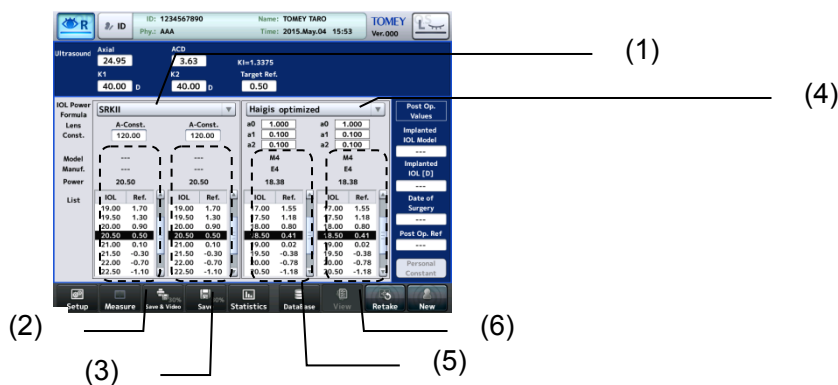 R
ID
ID: 1234567890 Name: TOMEY TARO
Phy.: AAA Time: 2015.May.04 15:53
TOMEY
Ver.000
Ultrasound
Axial ACD
24.95 3.63 KI=1.3375
K1 K2 Target Ref.
40.00 D 40.00 D 0.50
IOL Power
Formula
SRKII Haigis optimized
Lens
Const.
A-Const. A-Const.
120.00 120.00
a0 1.000 a0 1.000
a1 0.100 a1 0.100
a2 0.100 a2 0.100
Model --- --- M4 M4
Manuf. --- --- E4 E4
Power 20.50 20.50 18.38 18.38
List
IOL Ref. IOL Ref. IOL Ref. IOL Ref.
19.00 1.70 19.00 1.70 17.00 1.55 17.00 1.55
19.50 1.30 19.50 1.30 17.50 1.18 17.50 1.18
20.00 0.90 20.00 0.90 18.00 0.80 18.00 0.80
20.50 0.50 20.50 0.50 18.50 0.41 18.50 0.41
21.00 0.10 21.00 0.10 19.00 0.02 19.00 0.02
21.50 -0.30 21.50 -0.30 19.50 -0.38 19.50 -0.38
22.00 -0.70 22.00 -0.70 20.00 -0.78 20.00 -0.78
22.50 -1.10 22.50 -1.10 20.50 -1.18 20.50 -1.18
Post Op.
Values
Implanted
IOL Model
---
Implanted
IOL [D]
---
Date of
Surgery
---
Post Op. Ref
---
Personal
Constant
Setup Measure Save & Video Save Statistics DataBase View Retake New
(1)
(4)
(2)
(3)
(5)
(6)